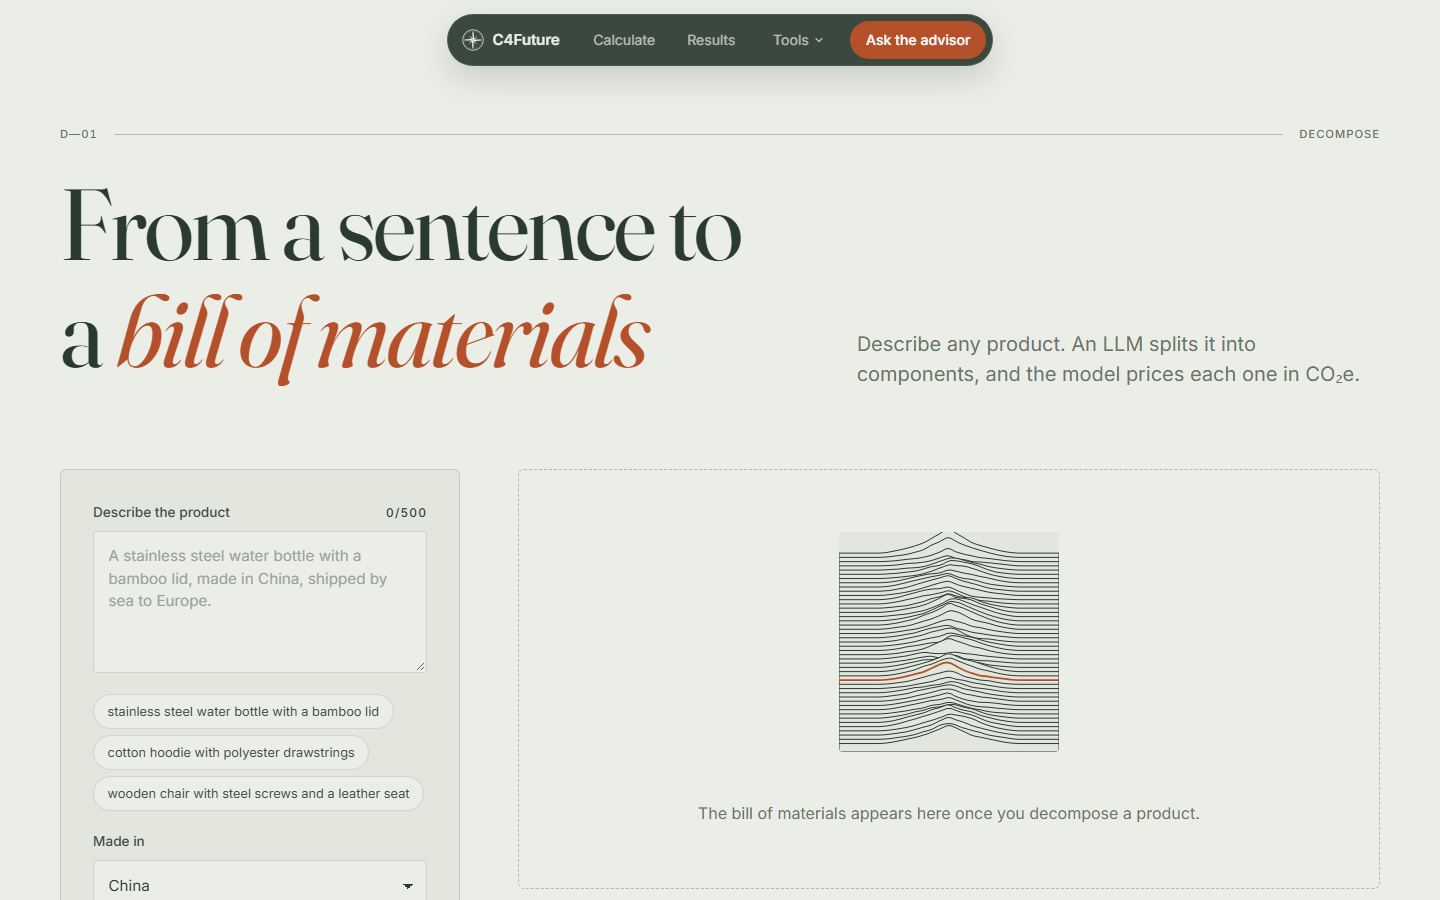 C4Future
Calculate
Results
Tools
Ask the advisor
D—01
DECOMPOSE
From a sentence to
a bill of materials
Describe any product. An LLM splits it into
components, and the model prices each one in CO₂e.
Describe the product
0/500
A stainless steel water bottle with a
bamboo lid, made in China, shipped by
sea to Europe.
stainless steel water bottle with a bamboo lid
cotton hoodie with polyester drawstrings
wooden chair with steel screws and a leather seat
Made in
China
The bill of materials appears here once you decompose a product.